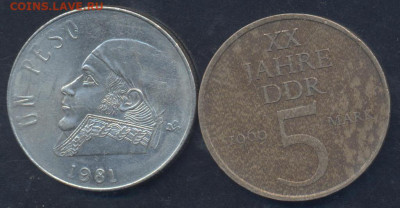 COINS.LAVE.RU
UN PESO
1981
XX
JAHRE
DDR
1969
5
MARK